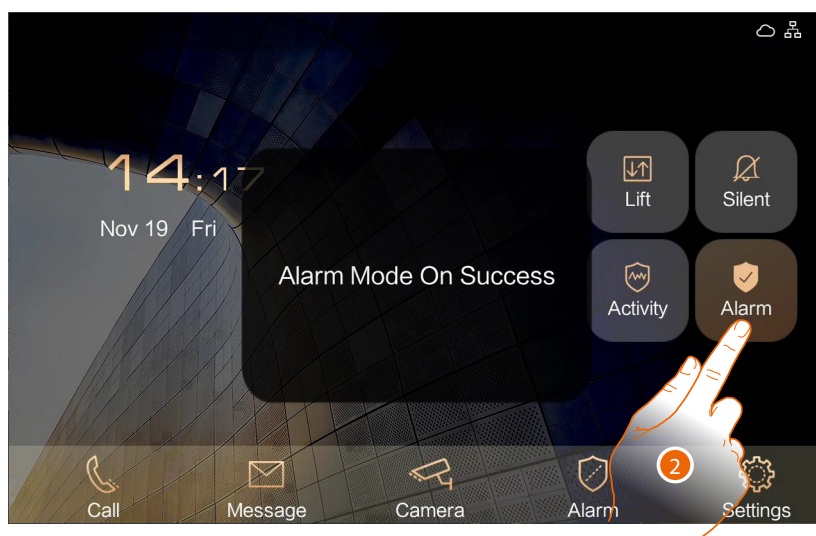 14:17
Nov 19 Fri
Alarm Mode On Success
Lift
Silent
Activity
Alarm
2
Call
Message
Camera
Alarm
Settings